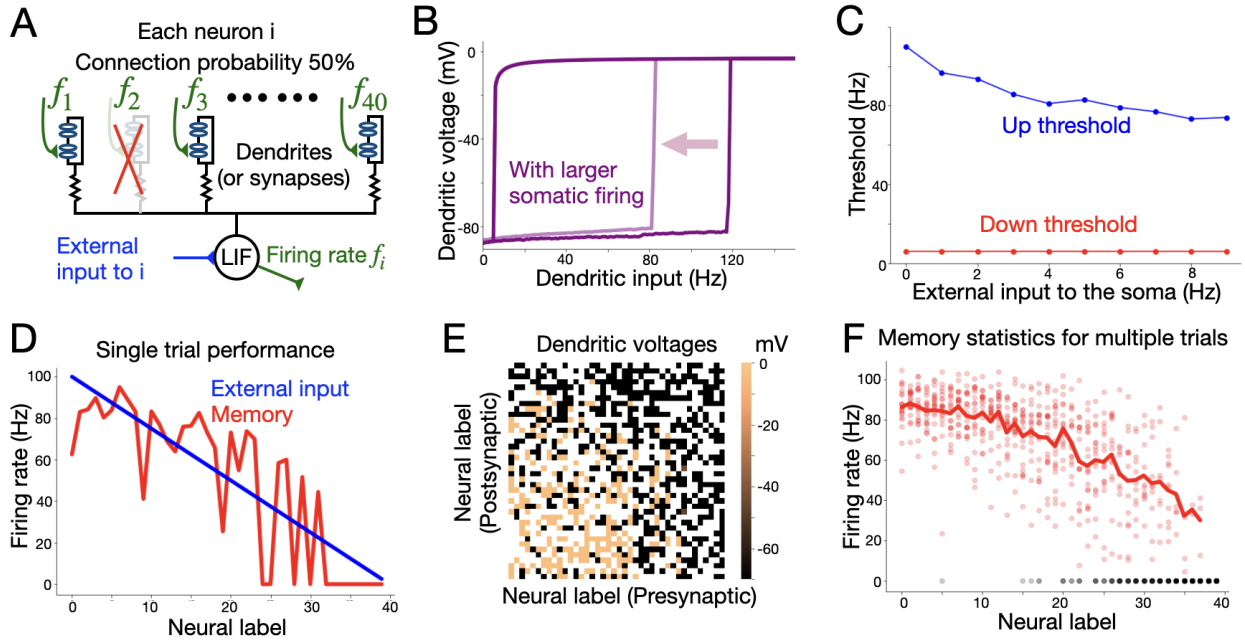 A
Each neuron i
Connection probability 50%
f1
f2
f3
f40
Dendrites
(or synapses)
External
input to i
LIF
Firing rate fi
B
Dendritic voltage (mV)
0
-40
-80
With larger
somatic firing
0 40 80 120
Dendritic input (Hz)
C
Threshold (Hz)
80
40
0
Up threshold
Down threshold
0 2 4 6 8
External input to the soma (Hz)
D
Single trial performance
Firing rate (Hz)
100
80
60
40
20
0
External input
Memory
0 10 20 30 40
Neural label
E
Dendritic voltages
mV
Neural label
(Postsynaptic)
0
-20
-40
-60
Neural label (Presynaptic)
F
Memory statistics for multiple trials
Firing rate (Hz)
100
80
60
40
20
0
0 10 20 30 40
Neural label